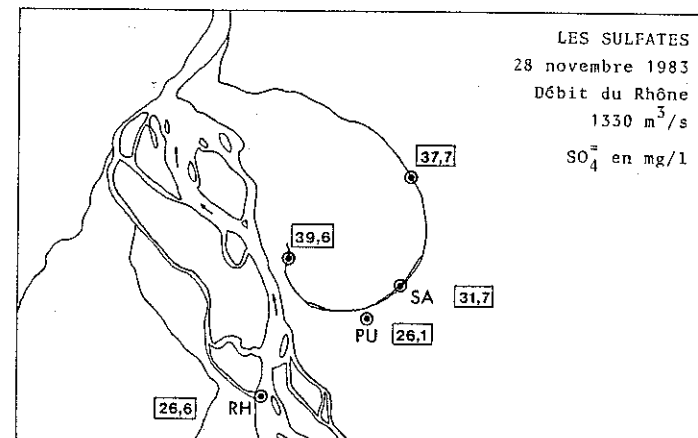 LES SULFATES
28 novembre 1983
Débit du Rhône
1330 m³/s
SO₄⁼ en mg/l
37,7
39,6
SA
31,7
PU
26,1
26,6
RH